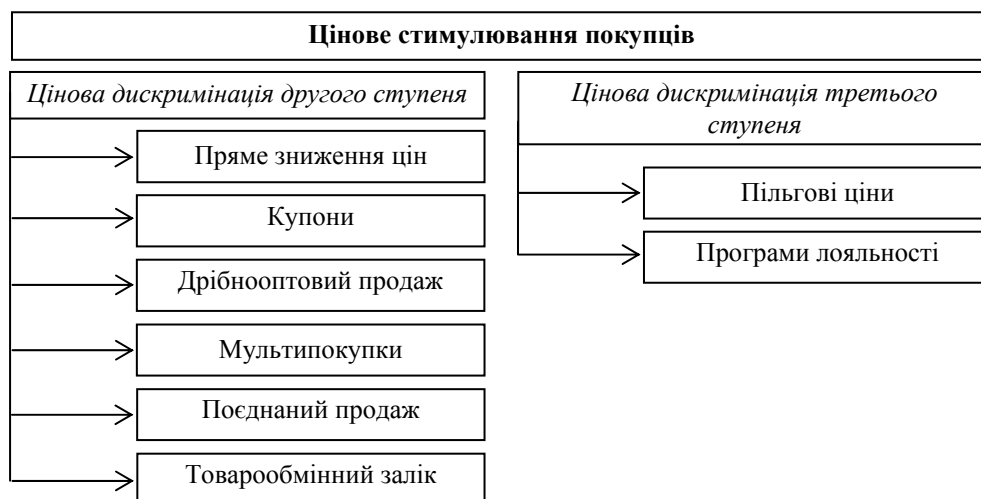 Цінове стимулювання покупців
Цінова дискримінація другого ступеня
Пряме зниження цін
Купони
Дрібнооптовий продаж
Мультипокупки
Поєднаний продаж
Товарообмінний залік
Цінова дискримінація третього
ступеня
Пільгові ціни
Програми лояльності